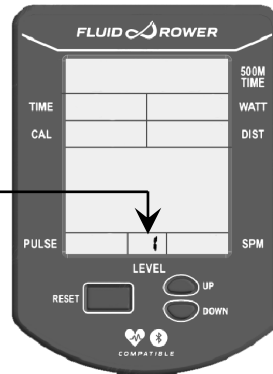 FLUID ROWER
500M
TIME
TIME
WATT
CAL
DIST
1
PULSE
SPM
LEVEL
RESET
UP
DOWN
COMPATIBLE